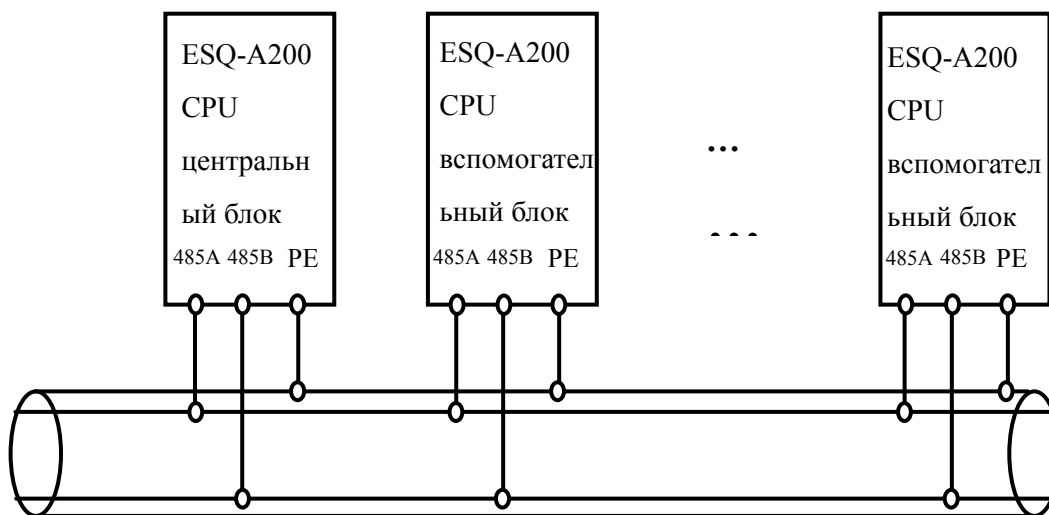 ESQ-A200
CPU
центральн
ый блок
485A 485B PE
ESQ-A200
CPU
вспомогател
ьный блок
485A 485B PE
...
...
ESQ-A200
CPU
вспомогател
ьный блок
485A 485B PE